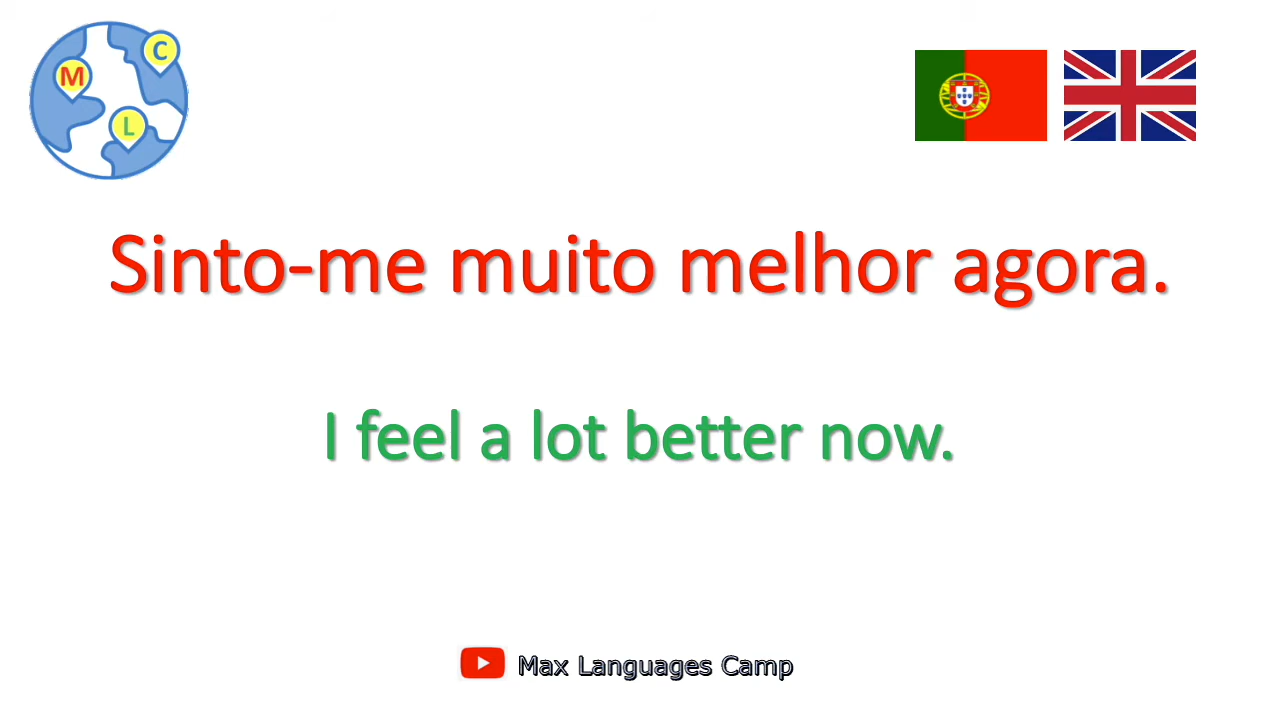 C
M
L
Sinto-me muito melhor agora.
I feel a lot better now.
Max Languages Camp